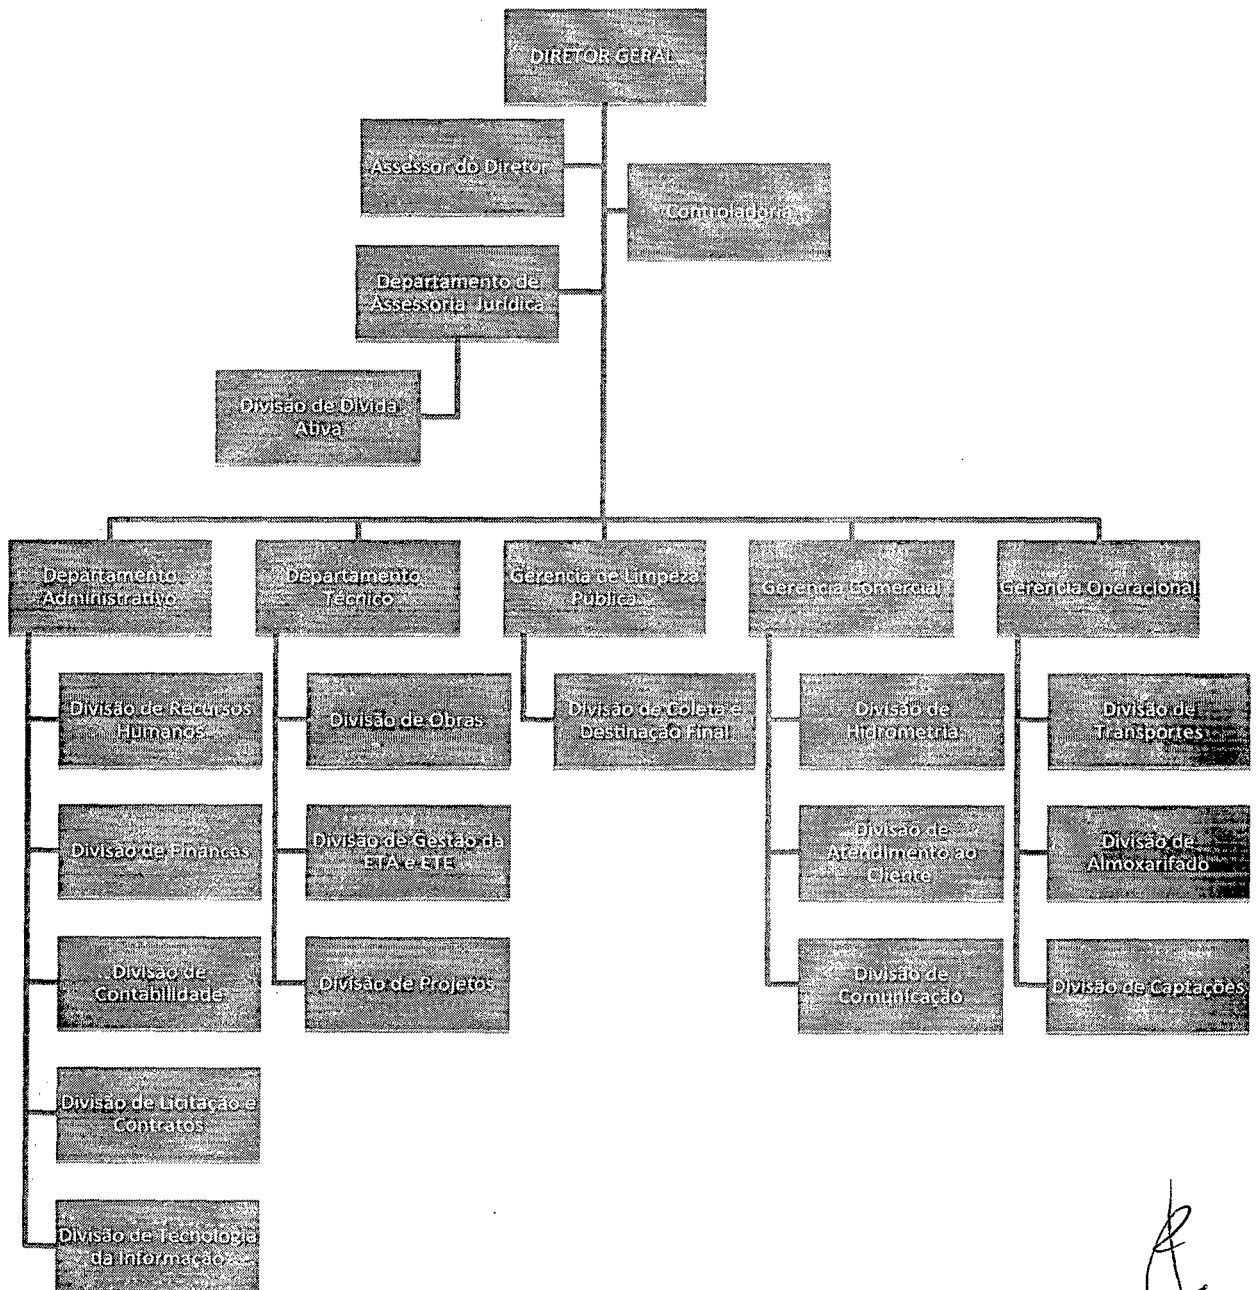 DIRETOR GERAL
Assessor do Diretor
Controladoria
Departamento de
Assessoria Jurídica
Divisão de Dívida
Ativa
Departamento
Administrativo
Departamento
Técnico
Gerencia de Limpeza
Pública
Gerencia Comercial
Gerencia Operacional
Divisão de Recursos
Humanos
Divisão de Obras
Divisão de Coleta e
Destinação Final
Divisão de
Hidrometria
Divisão de
Transportes
Divisão de Finanças
Divisão de Gestão da
ETA e ETE
Divisão de
Atendimento ao
Cliente
Divisão de
Almoxarifado
Divisão de
Contabilidade
Divisão de Projetos
Divisão de
Comunicação
Divisão de Captações
Divisão de Licitação e
Contratos
Divisão de Tecnologia
da Informação